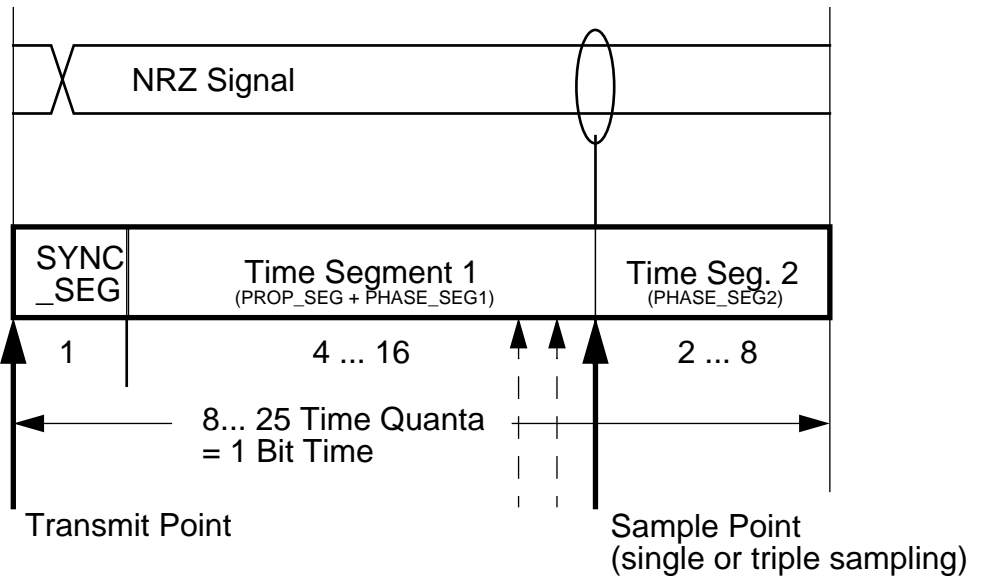 NRZ Signal
SYNC
_SEG
Time Segment 1
(PROP_SEG + PHASE_SEG1)
Time Seg. 2
(PHASE_SEG2)
1
4 ... 16
2 ... 8
8... 25 Time Quanta
= 1 Bit Time
Transmit Point
Sample Point
(single or triple sampling)